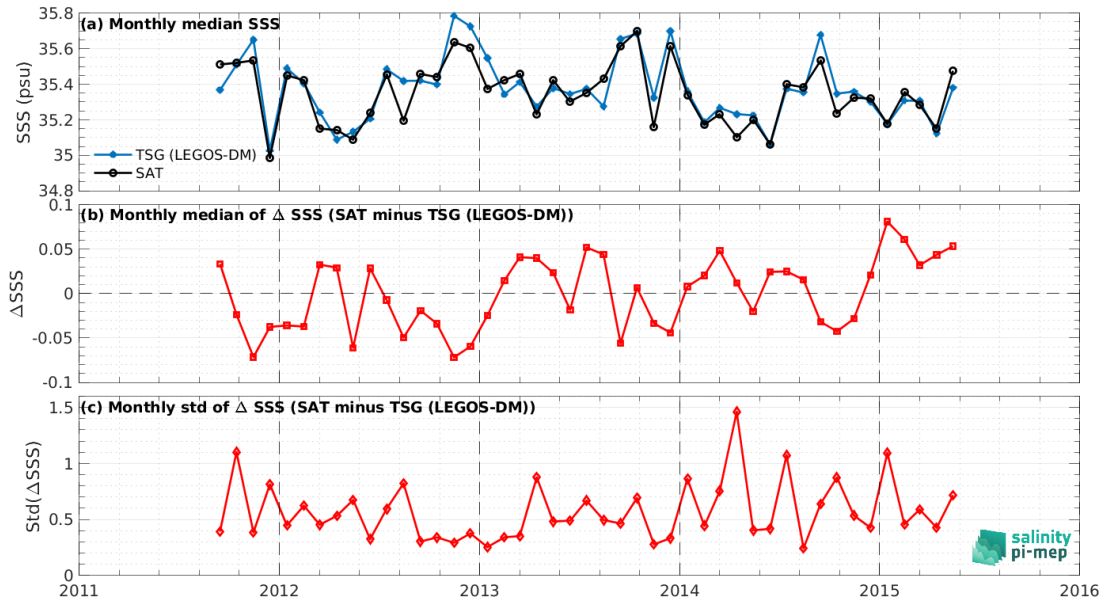 (a) Monthly median SSS
35.8
35.6
35.4
35.2
35
34.8
SSS (psu)
TSG (LEGOS-DM)
SAT
(b) Monthly median of Δ SSS (SAT minus TSG (LEGOS-DM))
0.1
0.05
0
-0.05
-0.1
ΔSSS
(c) Monthly std of Δ SSS (SAT minus TSG (LEGOS-DM))
1.5
1
0.5
0
Std(ΔSSS)
salinity
pi-mep
2011 2012 2013 2014 2015 2016